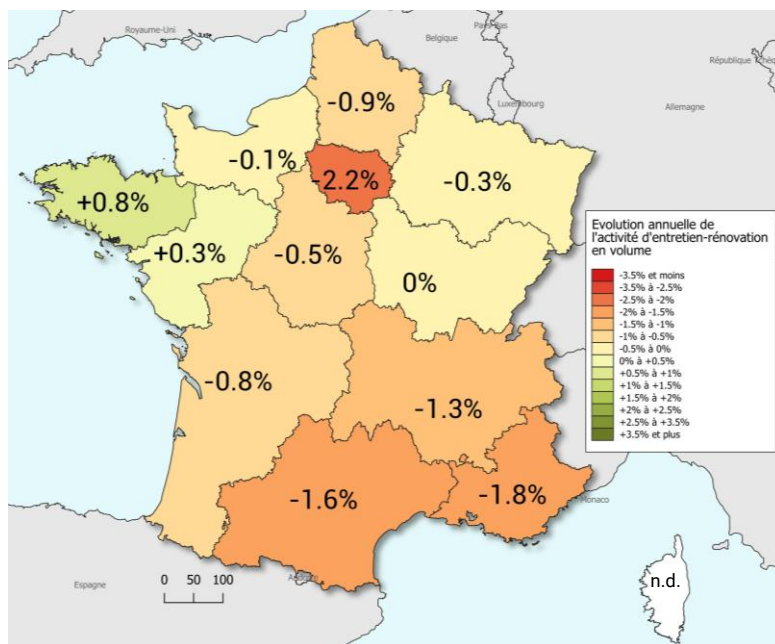 Royaume-Uni
Pays-Bas
Belgique
République Tchèque
Luxembourg
Allemagne
-0.9%
-0.1%
-2.2%
-0.3%
+0.8%
+0.3%
-0.5%
0%
-0.8%
-1.3%
-1.6%
-1.8%
Evolution annuelle de
l'activité d'entretien-rénovation
en volume
-3.5% et moins
-3.5% à -2.5%
-2.5% à -2%
-2% à -1.5%
-1.5% à -1%
-1% à -0.5%
-0.5% à 0%
0% à +0.5%
+0.5% à +1%
+1% à +1.5%
+1.5% à +2%
+2% à +2.5%
+2.5% à +3.5%
+3.5% et plus
Monaco
Espagne
0 50 100
n.d.